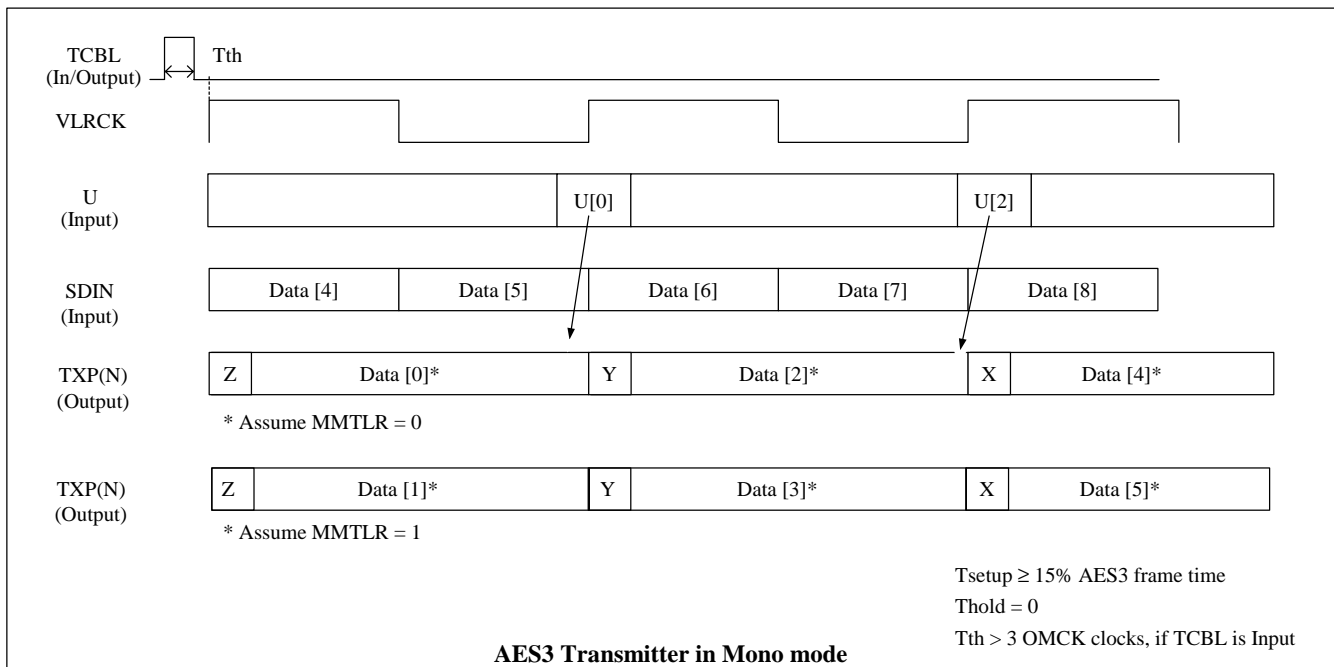 TCBL
(In/Output)
Tth
VLRCK
U
(Input)
U[0]
U[2]
SDIN
(Input)
Data [4]
Data [5]
Data [6]
Data [7]
Data [8]
TXP(N)
(Output)
Z
Data [0]*
Y
Data [2]*
X
Data [4]*
* Assume MMTLR = 0
TXP(N)
(Output)
Z
Data [1]*
Y
Data [3]*
X
Data [5]*
* Assume MMTLR = 1
Tsetup ≥ 15% AES3 frame time
Thold = 0
Tth > 3 OMCK clocks, if TCBL is Input
AES3 Transmitter in Mono mode